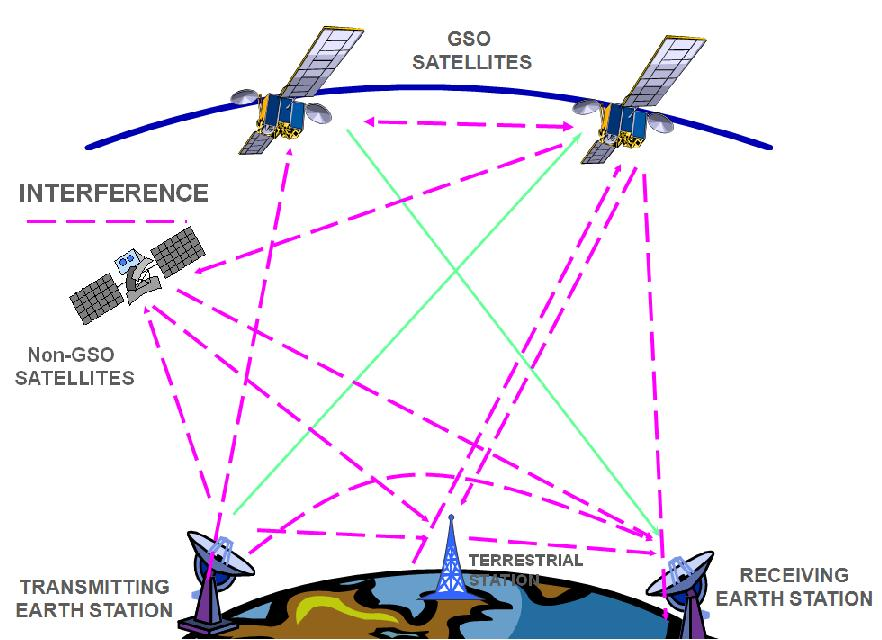 GSO
SATELLITES
INTERFERENCE
Non-GSO
SATELLITES
TERRESTRIAL
STATION
TRANSMITTING
EARTH STATION
RECEIVING
EARTH STATION